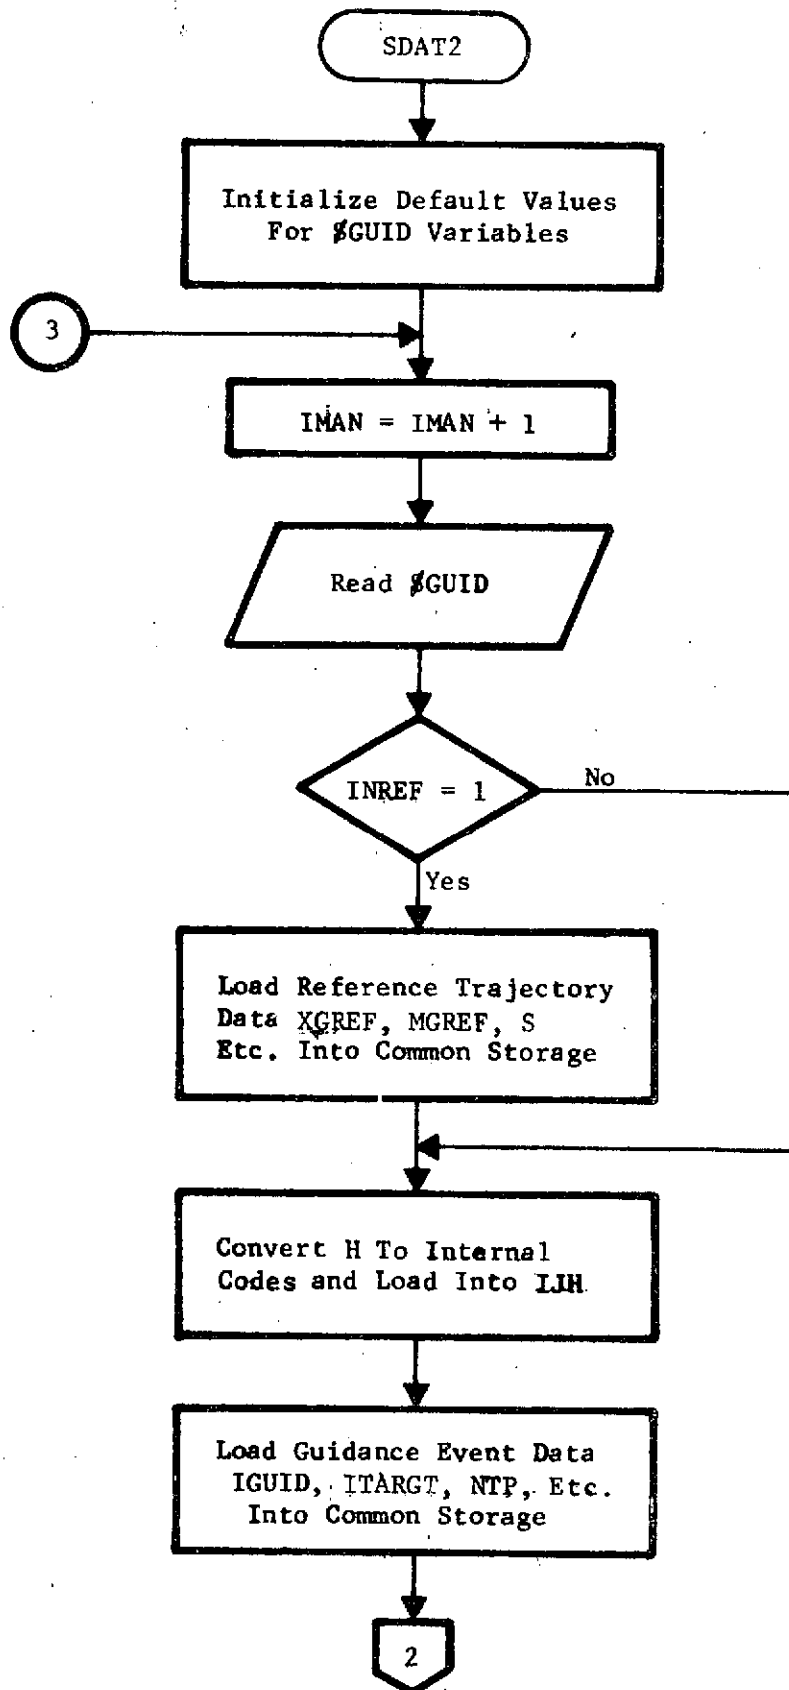 SDAT2
Initialize Default Values
For $GUID Variables
3
IMAN = IMAN + 1
Read $GUID
INREF = 1
No
Yes
Load Reference Trajectory
Data XGREF, MGREF, S
Etc. Into Common Storage
Convert H To Internal
Codes and Load Into IJH
Load Guidance Event Data
IGUID, ITARGT, NTP, Etc.
Into Common Storage
2